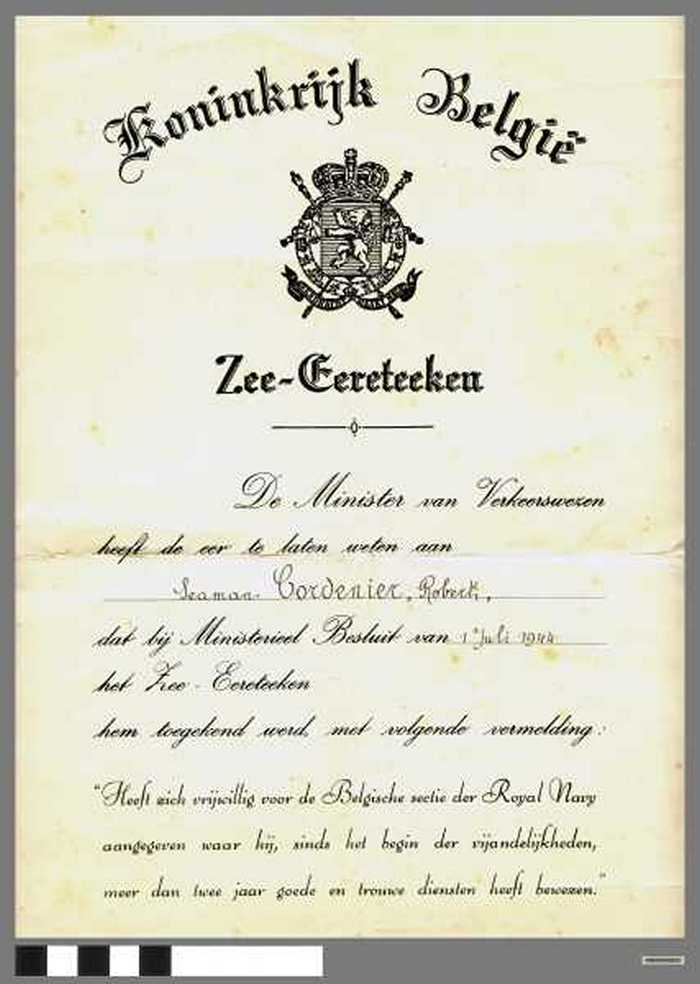 Koninkrijk België
Zee-Eereteeken
De Minister van Verkeerswezen
heeft de eer te laten weten aan
Seaman Cordenier, Robert,
dat bij Ministerieel Besluit van 1 Juli 1944
het Zee-Eereteeken
hem toegekend werd, met volgende vermelding:
"Heeft zich vrijwillig voor de Belgische sectie der Royal Navy
aangegeven waar hij, sinds het begin der vijandelijkheden,
meer dan twee jaar goede en trouwe diensten heeft bewezen."